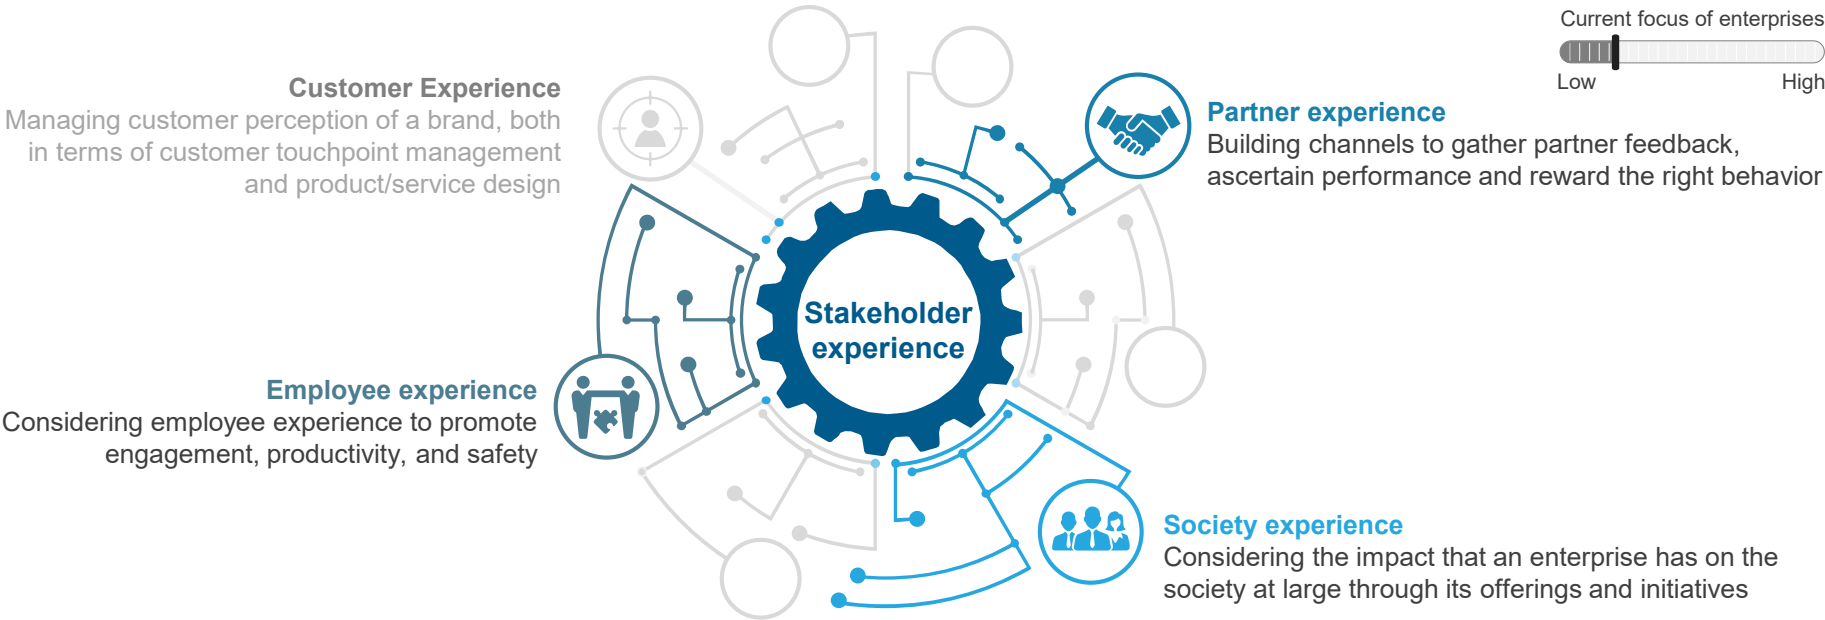 Current focus of enterprises
Low High
Customer Experience
Managing customer perception of a brand, both
in terms of customer touchpoint management
and product/service design
Partner experience
Building channels to gather partner feedback,
ascertain performance and reward the right behavior
Stakeholder
experience
Employee experience
Considering employee experience to promote
engagement, productivity, and safety
Society experience
Considering the impact that an enterprise has on the
society at large through its offerings and initiatives